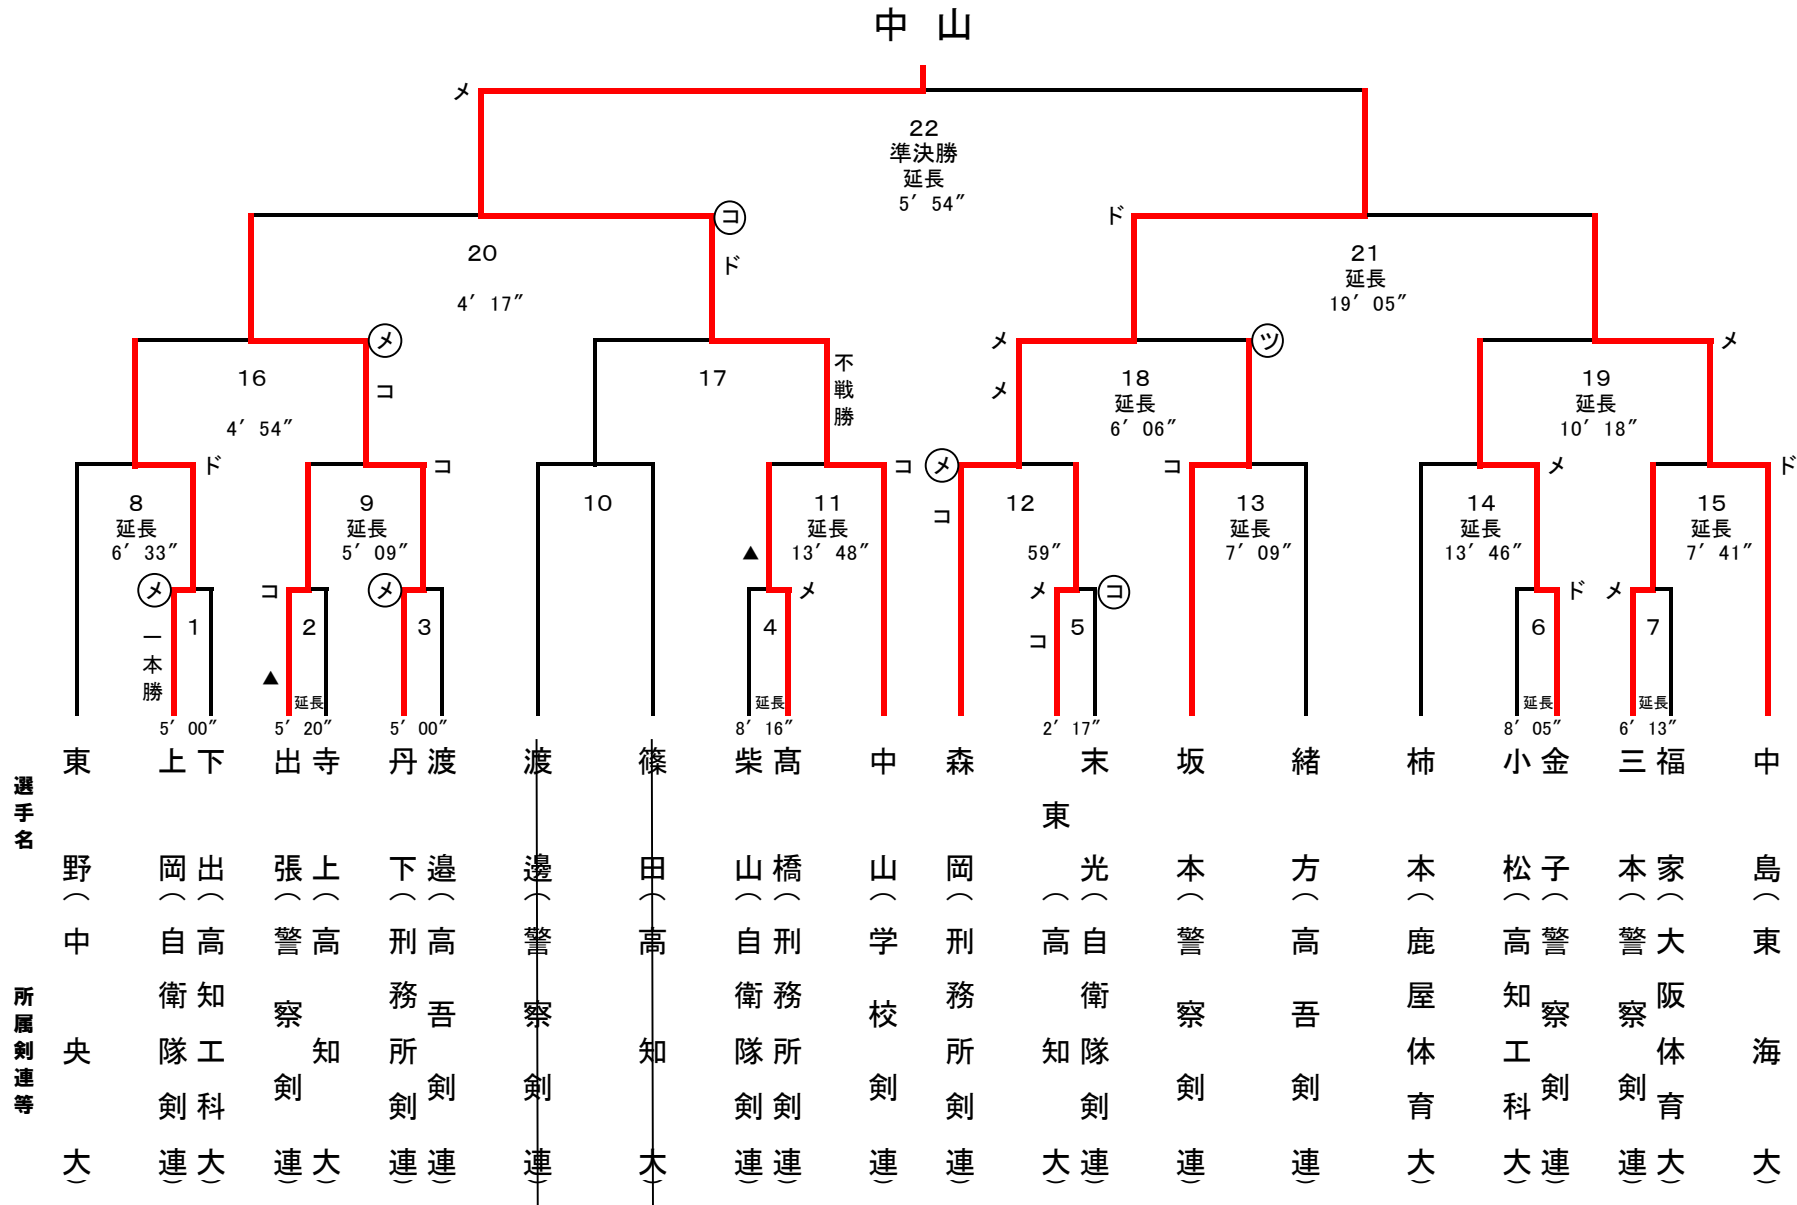 中 山
メ
22
準決勝
延長
5′ 54″
コ
ド
20
4′ 17″
ド
21
延長
19′ 05″
メ
コ
16
4′ 54″
17
不戦勝
メ
メ
ツ
18
延長
6′ 06″
メ
19
延長
10′ 18″
ド
8
延長
6′ 33″
コ
9
延長
5′ 09″
10
コ
11
延長
13′ 48″
▲
メ
コ
12
59″
コ
13
延長
7′ 09″
メ
14
延長
13′ 46″
ド
15
延長
7′ 41″
メ
一本勝
1
5′ 00″
コ
▲
2
延長
5′ 20″
メ
3
5′ 00″
メ
4
延長
8′ 16″
メ
コ
コ
5
2′ 17″
ド
6
延長
8′ 05″
メ
7
延長
6′ 13″
選手名
所属剣連等
東野(中央大)
上岡(自衛隊剣連)
下出(高知工科大)
出張(警察剣連)
寺上(高知大)
丹下(刑務所剣連)
渡邉(高吾剣連)
渡邊(警察剣連)
篠田(高知大)
柴山(自衛隊剣連)
髙橋(刑務所剣連)
中山(学校剣連)
森岡(刑務所剣連)
東(高知大)
末光(自衛隊剣連)
坂本(警察剣連)
緒方(高吾剣連)
柿本(鹿屋体育大)
小松(高知工科大)
金子(警察剣連)
三本(警察剣連)
福家(大阪体育大)
中島(東海大)